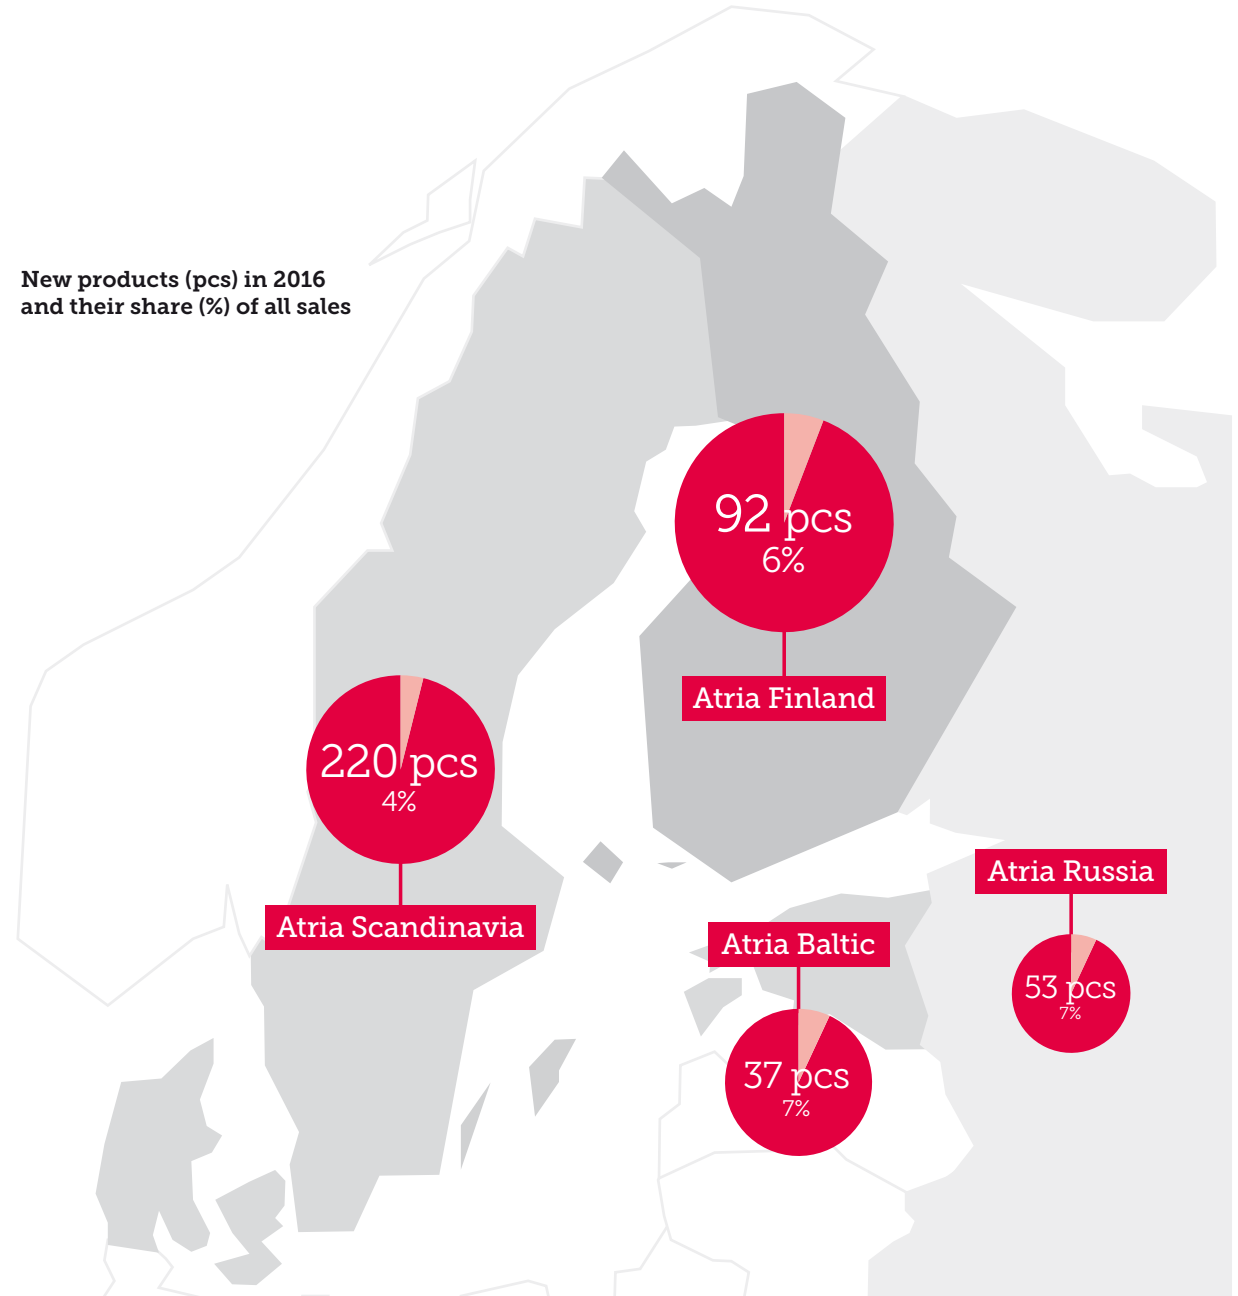 New products (pcs) in 2016
and their share (%) of all sales
92 pcs
6%
Atria Finland
220 pcs
4%
Atria Scandinavia
Atria Russia
53 pcs
7%
Atria Baltic
37 pcs
7%